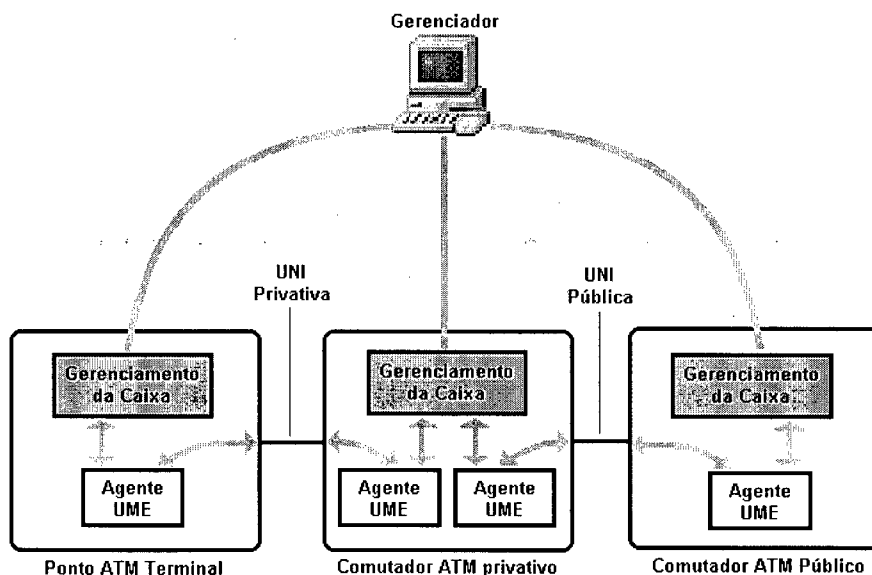 Gerenciador
UNI
Privativa
UNI
Pública
Gerenciamento
da Caixa
Gerenciamento
da Caixa
Gerenciamento
da Caixa
Agente
UME
Agente
UME
Agente
UME
Agente
UME
Ponto ATM Terminal
Comutador ATM privativo
Comutador ATM Público